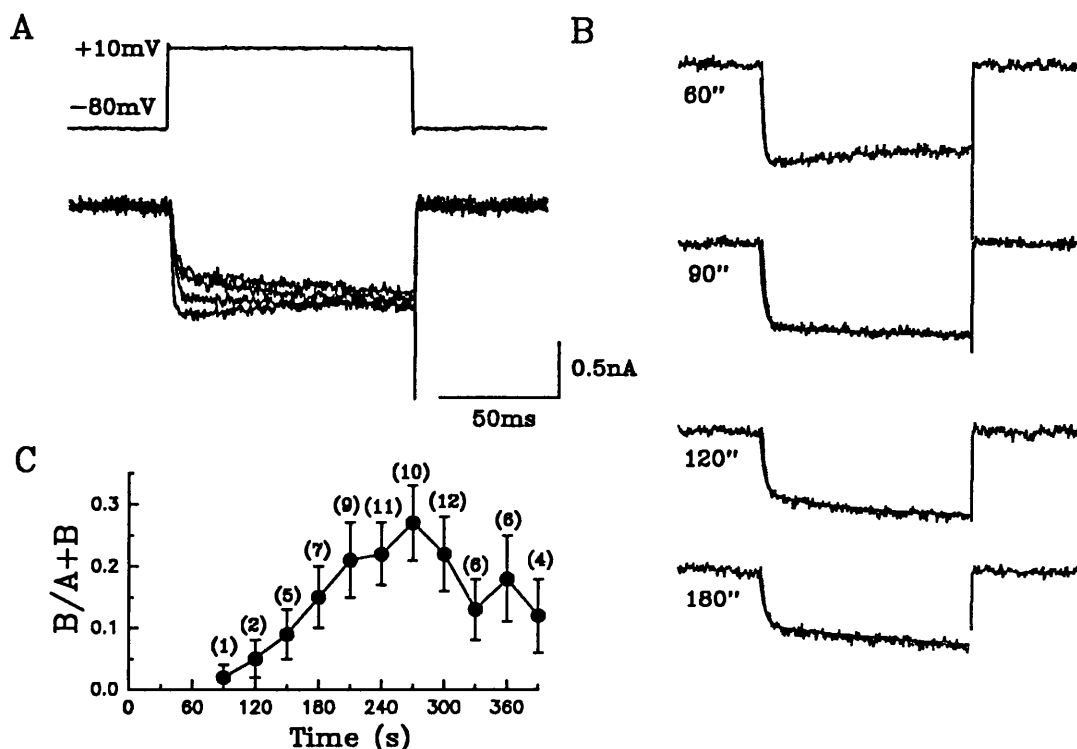 A
+10mV
−80mV
0.5nA
50ms
B
60"
90"
120"
180"
C
B/A+B
0.3
0.2
0.1
0.0
(1)
(2)
(5)
(7)
(9)
(11)
(10)
(12)
(6)
(6)
(4)
0 60 120 180 240 300 360
Time (s)